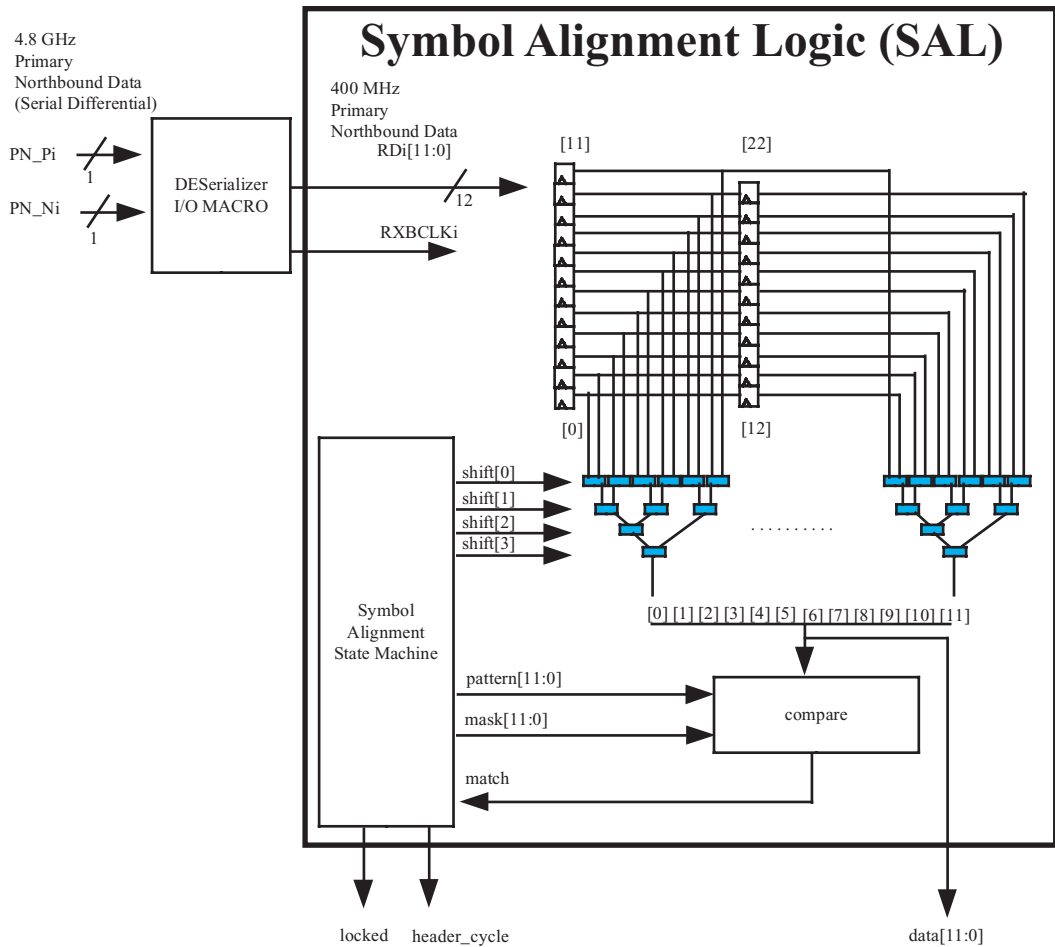 Symbol Alignment Logic (SAL)
4.8 GHz
Primary
Northbound Data
(Serial Differential)
PN_Pi
1
PN_Ni
1
DESerializer
I/O MACRO
400 MHz
Primary
Northbound Data
RDi[11:0]
12
RXBCLKi
[11]
[22]
[0]
[12]
shift[0]
shift[1]
shift[2]
shift[3]
. . . . . . . . . .
Symbol
Alignment
State Machine
[0] [1] [2] [3] [4] [5] [6] [7] [8] [9] [10] [11]
pattern[11:0]
mask[11:0]
compare
match
locked
header_cycle
data[11:0]